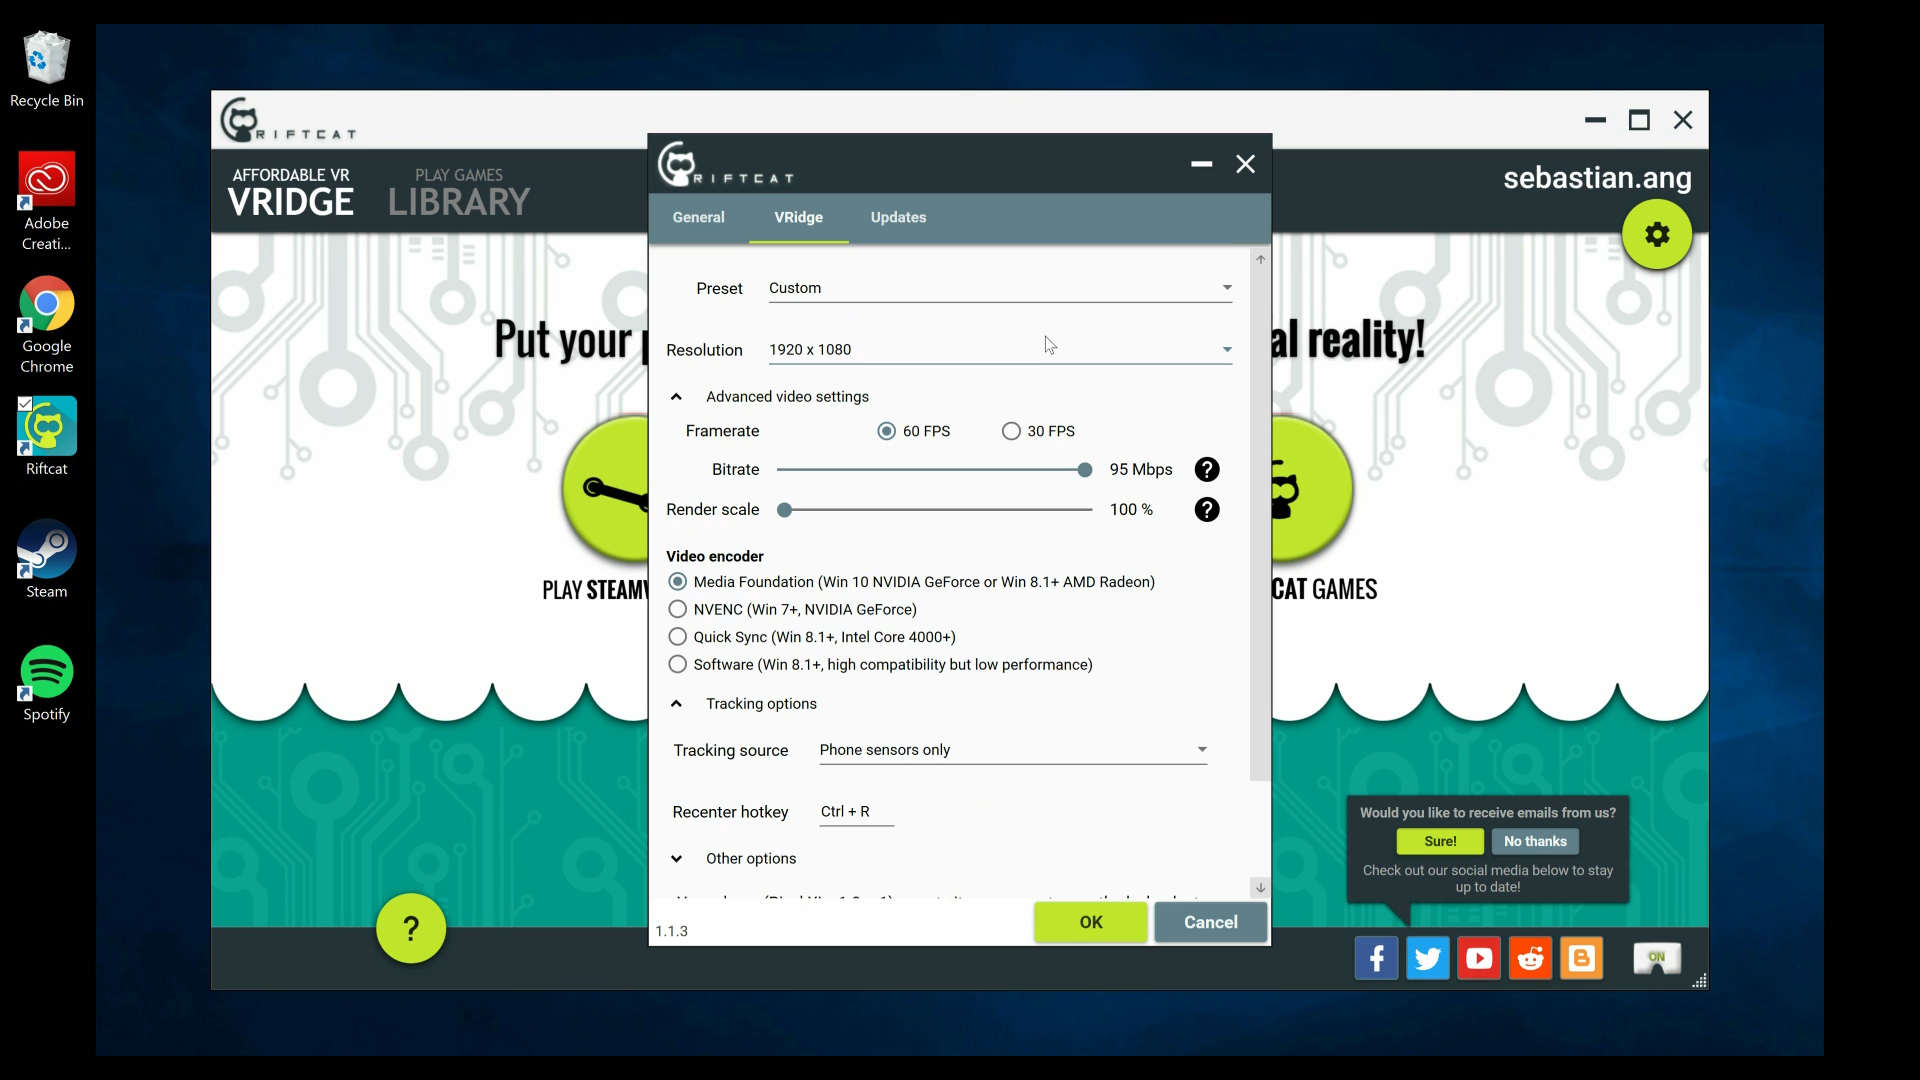 Recycle Bin
Adobe
Creati...
Google
Chrome
Riftcat
Steam
Spotify
RIFTCAT
AFFORDABLE VR
VRIDGE
PLAY GAMES
LIBRARY
sebastian.ang
Put your
al reality!
PLAY STEAMV
CAT GAMES
RIFTCAT
General
VRidge
Updates
Preset
Custom
Resolution
1920 x 1080
Advanced video settings
Framerate
60 FPS
30 FPS
Bitrate
95 Mbps
?
Render scale
100 %
?
Video encoder
Media Foundation (Win 10 NVIDIA GeForce or Win 8.1+ AMD Radeon)
NVENC (Win 7+, NVIDIA GeForce)
Quick Sync (Win 8.1+, Intel Core 4000+)
Software (Win 8.1+, high compatibility but low performance)
Tracking options
Tracking source
Phone sensors only
Recenter hotkey
Ctrl + R
Other options
1.1.3
OK
Cancel
Would you like to receive emails from us?
Sure!
No thanks
Check out our social media below to stay
up to date!
?
ON